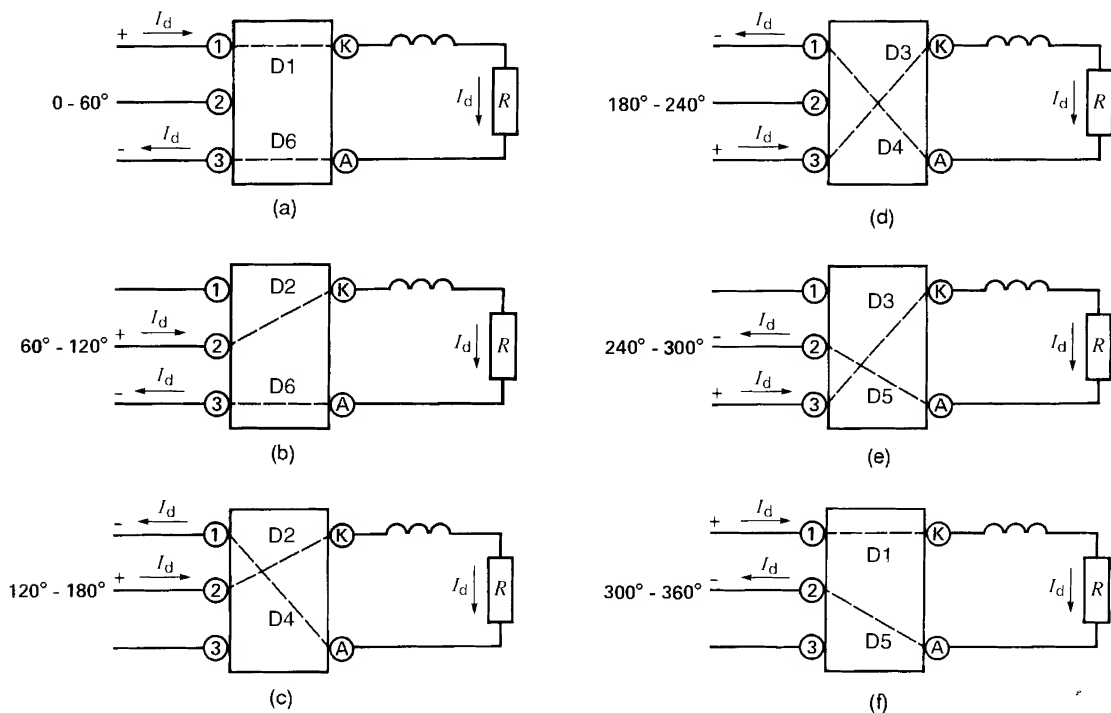 I_d
+ 1 D1 K
0 - 60° 2 I_d R
I_d D6
- 3 A
(a)
I_d
- 1 D3 K
180° - 240° 2 I_d R
I_d D4
+ 3 A
(d)
1 D2 K
I_d
60° - 120° + 2 I_d R
I_d D6
- 3 A
(b)
1 D3 K
I_d
240° - 300° - 2 I_d R
I_d D5
+ 3 A
(e)
I_d
- 1 D2 K
I_d
120° - 180° + 2 I_d R
D4
3 A
(c)
I_d
+ 1 D1 K
I_d
300° - 360° - 2 I_d R
D5
3 A
(f)